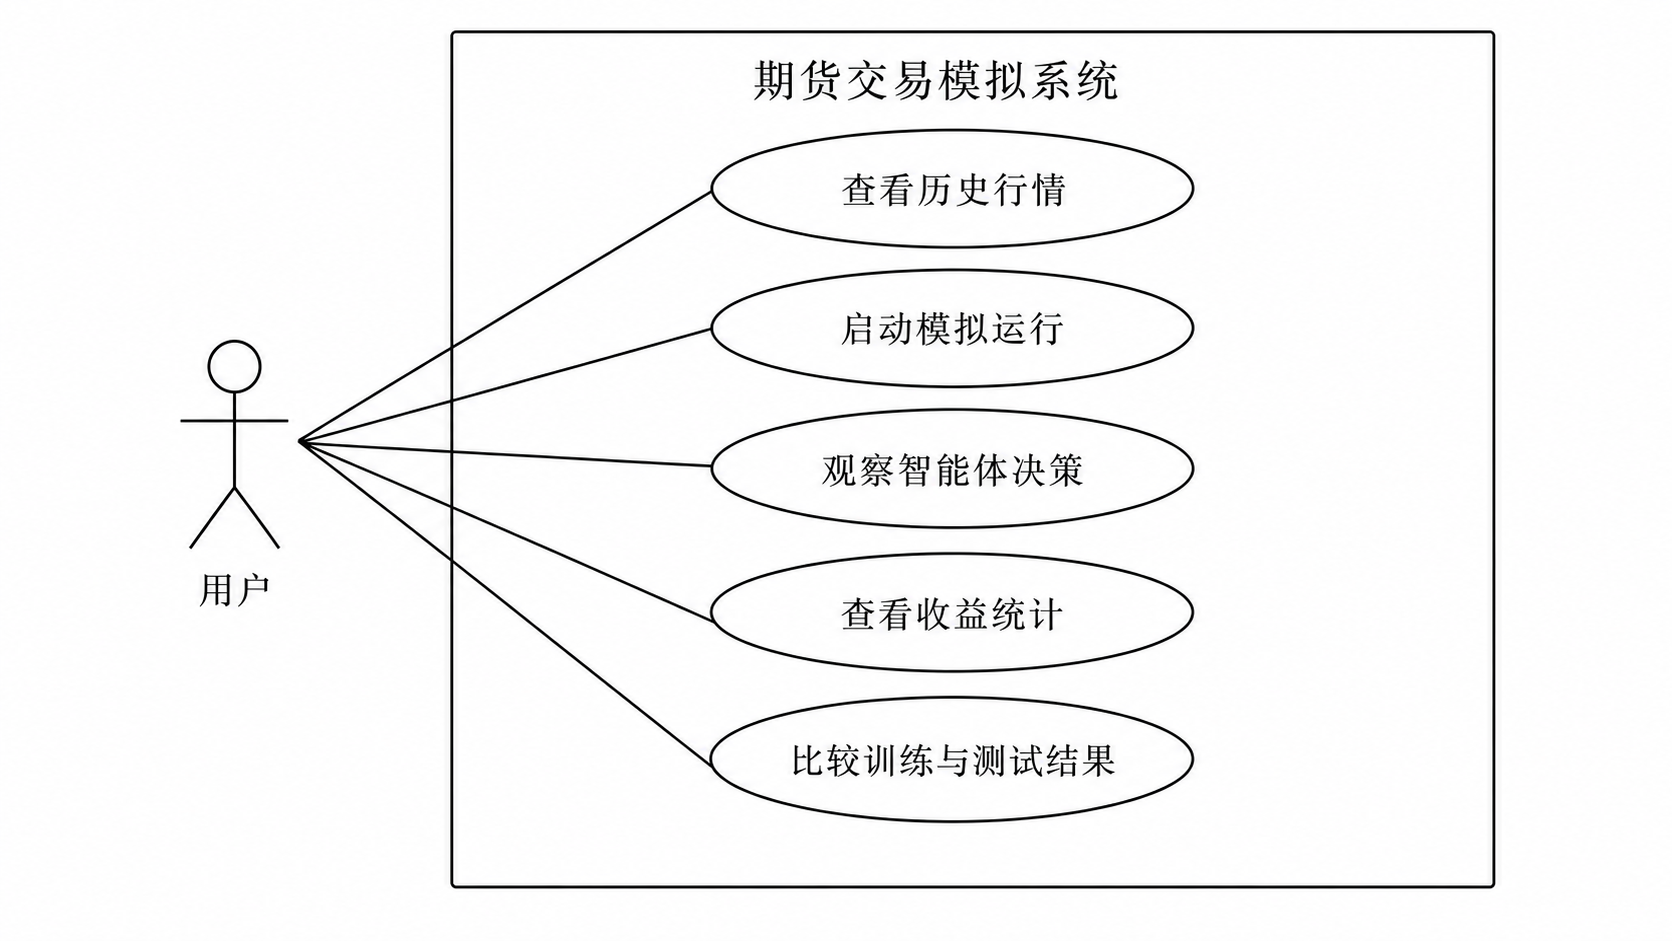 期货交易模拟系统
查看历史行情
启动模拟运行
观察智能体决策
用户
查看收益统计
比较训练与测试结果